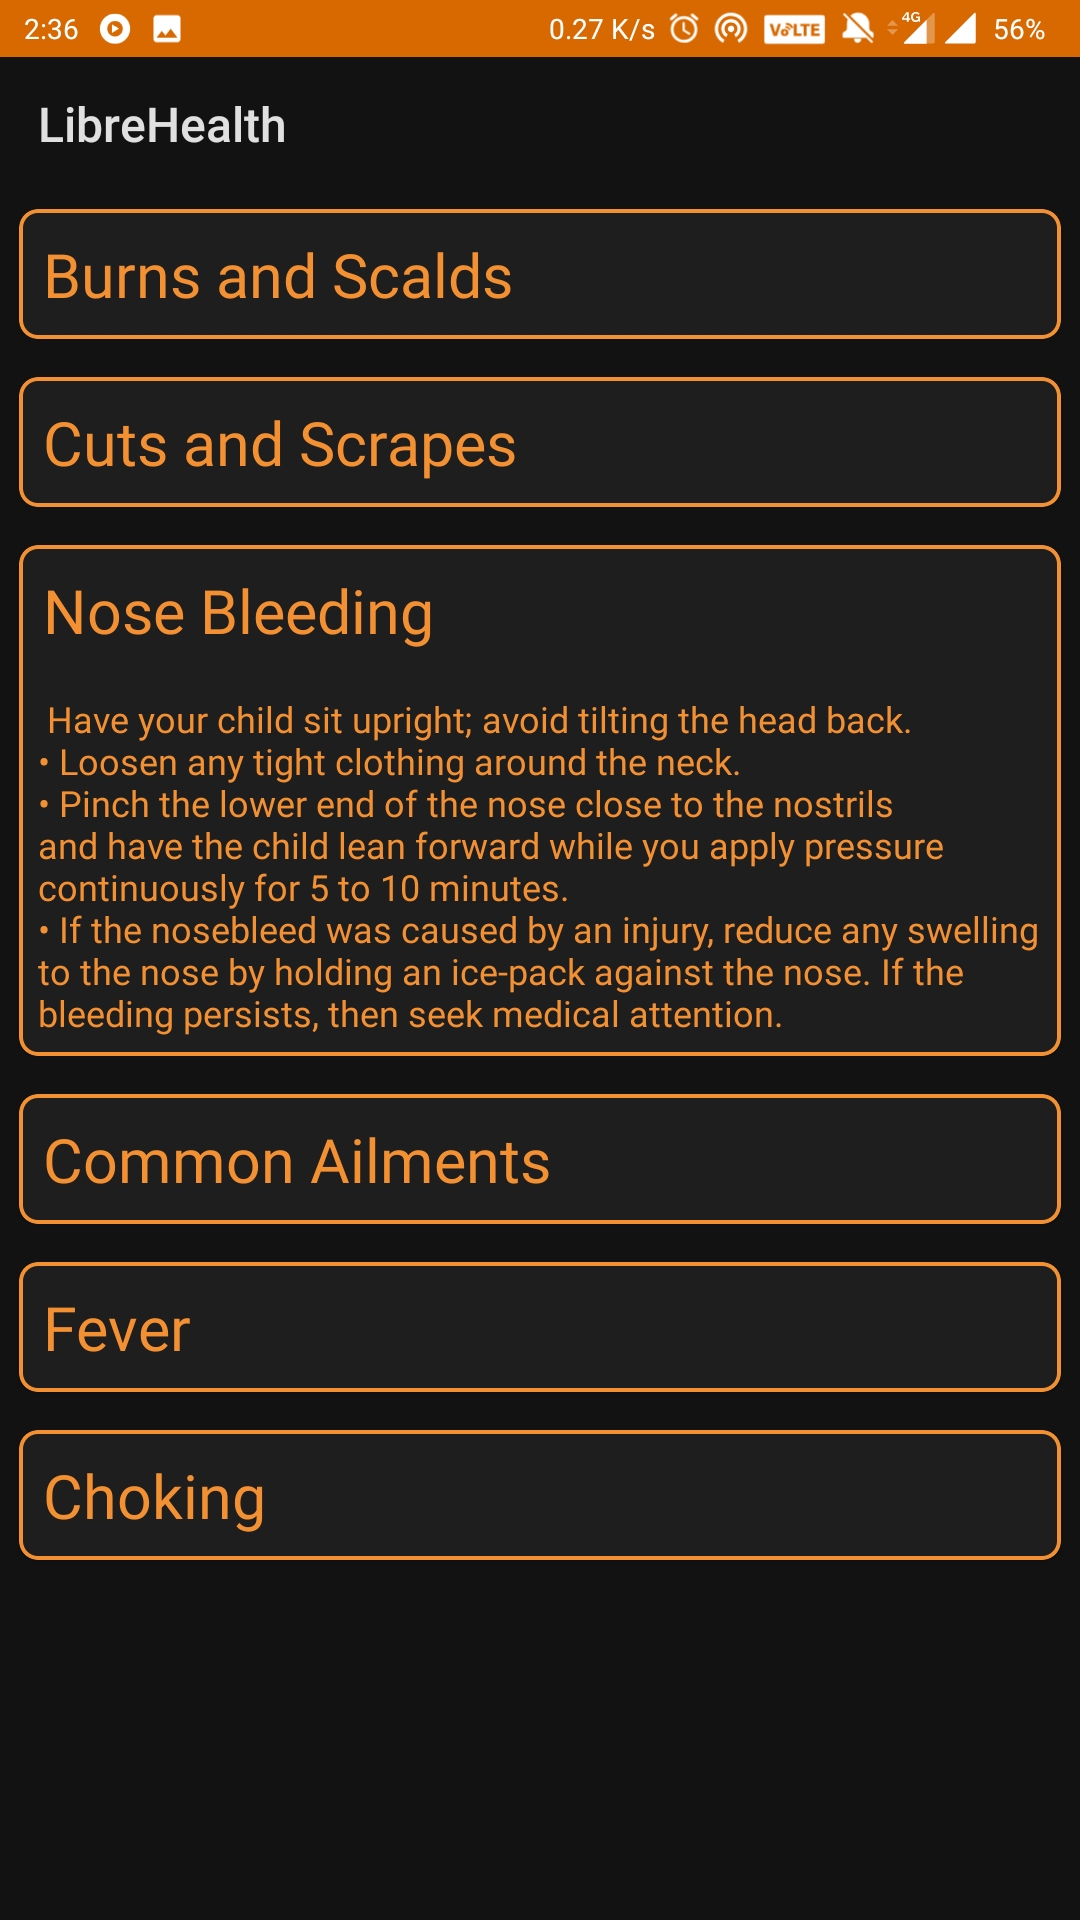 2:36 0.27 K/s VoLTE 4G 56%
LibreHealth
Burns and Scalds
Cuts and Scrapes
Nose Bleeding
Have your child sit upright; avoid tilting the head back.
• Loosen any tight clothing around the neck.
• Pinch the lower end of the nose close to the nostrils
and have the child lean forward while you apply pressure
continuously for 5 to 10 minutes.
• If the nosebleed was caused by an injury, reduce any swelling
to the nose by holding an ice-pack against the nose. If the
bleeding persists, then seek medical attention.
Common Ailments
Fever
Choking